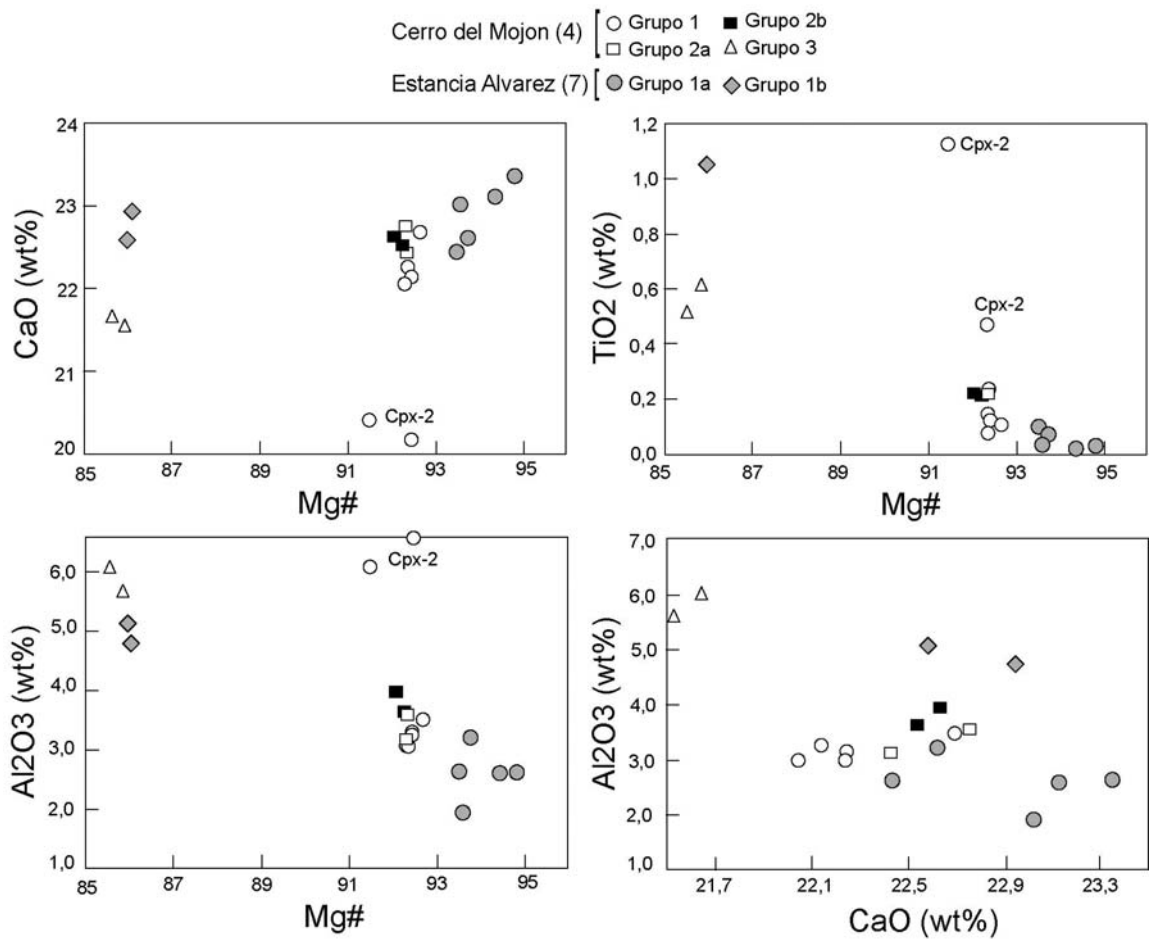 Cerro del Mojon (4)
Grupo 1
Grupo 2b
Grupo 2a
Grupo 3
Estancia Alvarez (7)
Grupo 1a
Grupo 1b
24
23
22
21
20
CaO (wt%)
Cpx-2
85 87 89 91 93 95
Mg#
1,2
1,0
0,8
0,6
0,4
0,2
0,0
TiO2 (wt%)
Cpx-2
Cpx-2
85 87 89 91 93 95
Mg#
6,0
5,0
4,0
3,0
2,0
1,0
Al2O3 (wt%)
Cpx-2
85 87 89 91 93 95
Mg#
7,0
6,0
5,0
4,0
3,0
2,0
1,0
Al2O3 (wt%)
21,7 22,1 22,5 22,9 23,3
CaO (wt%)